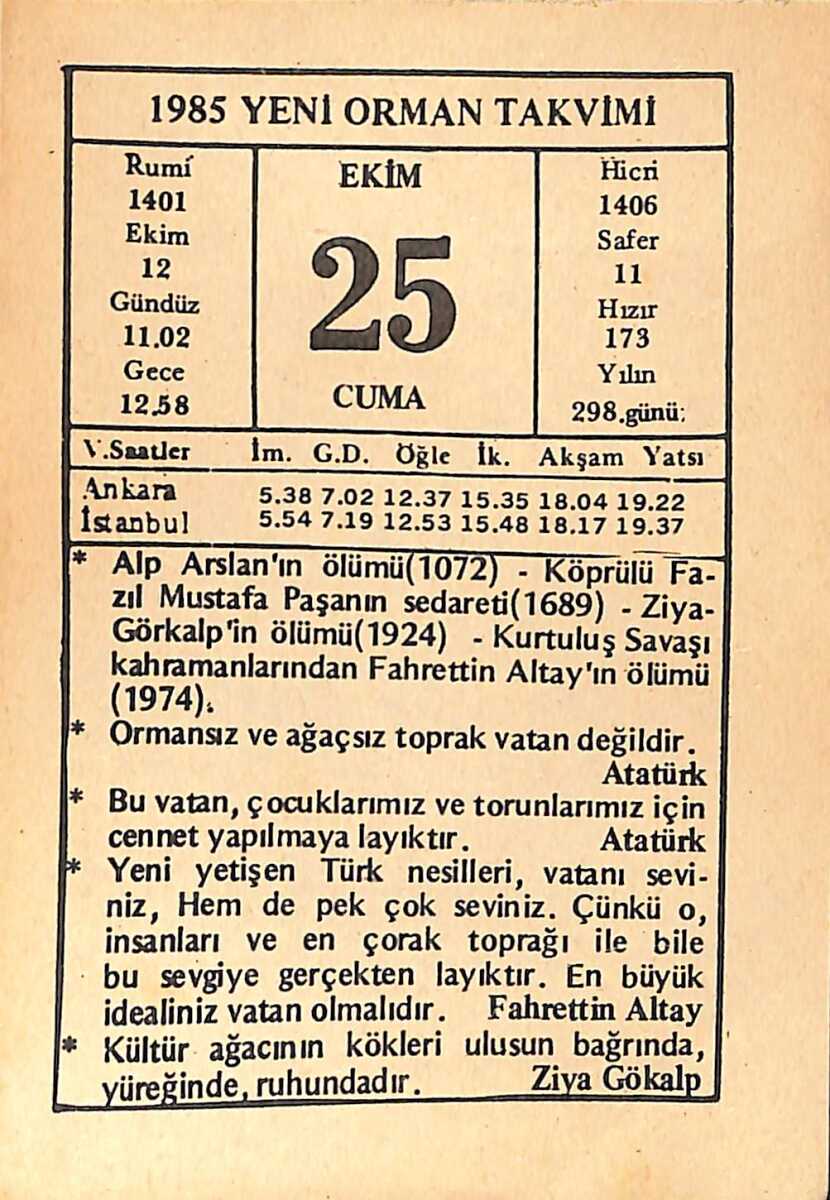 1985 YENİ ORMAN TAKVİMİ
Rumî
1401
Ekim
12
Gündüz
11.02
Gece
12.58
EKİM
25
CUMA
Hicri
1406
Safer
11
Hızır
173
Yılın
298.günü:
V.Saatler İm. G.D. Öğle İk. Akşam Yatsı
Ankara 5.38 7.02 12.37 15.35 18.04 19.22
İstanbul 5.54 7.19 12.53 15.48 18.17 19.37
* Alp Arslan'ın ölümü(1072) - Köprülü Fa-
zıl Mustafa Paşanın sedareti(1689) - Ziya-
Görkalp'in ölümü(1924) - Kurtuluş Savaşı
kahramanlarından Fahrettin Altay'ın ölümü
(1974).
* Ormansız ve ağaçsız toprak vatan değildir.
Atatürk
* Bu vatan, çocuklarımız ve torunlarımız için
cennet yapılmaya layıktır. Atatürk
* Yeni yetişen Türk nesilleri, vatanı sevi-
niz, Hem de pek çok seviniz. Çünkü o,
insanları ve en çorak toprağı ile bile
bu sevgiye gerçekten layıktır. En büyük
idealiniz vatan olmalıdır. Fahrettin Altay
* Kültür ağacının kökleri ulusun bağrında,
yüreğinde, ruhundadır. Ziya Gökalp